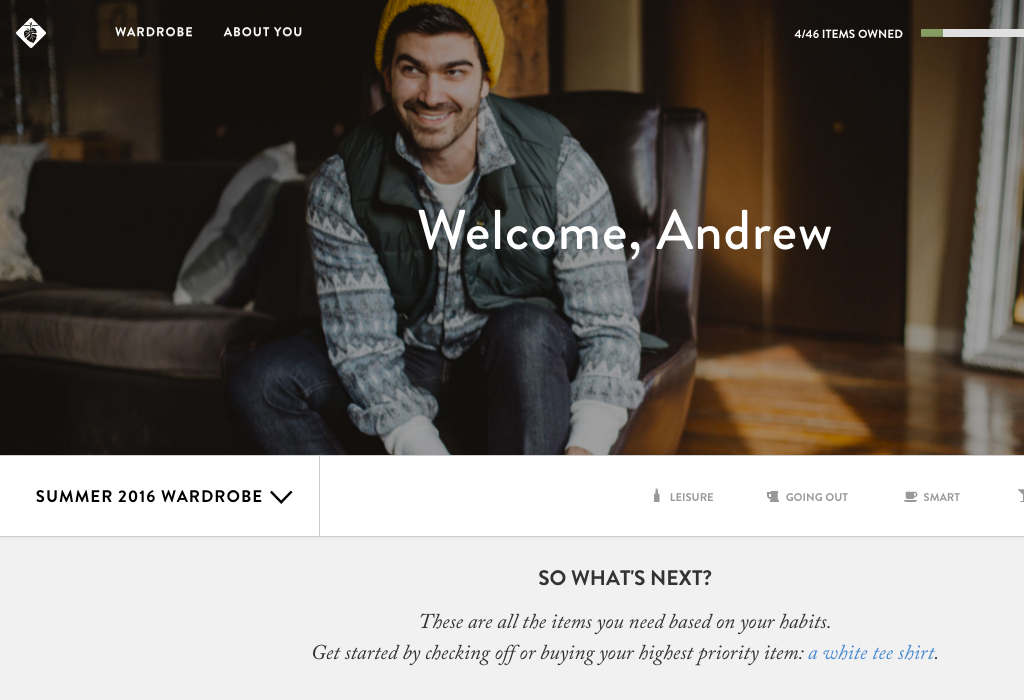 WARDROBE
ABOUT YOU
4/46 ITEMS OWNED
Welcome, Andrew
SUMMER 2016 WARDROBE
LEISURE
GOING OUT
SMART
SO WHAT'S NEXT?
These are all the items you need based on your habits.
Get started by checking off or buying your highest priority item: a white tee shirt.